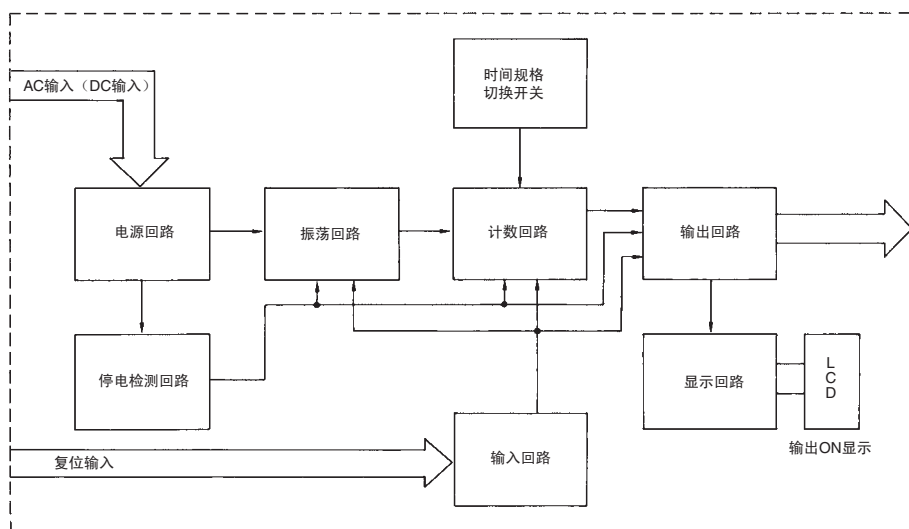 时间规格
切换开关
AC输入（DC输入）
电源回路
振荡回路
计数回路
输出回路
停电检测回路
显示回路
L
C
D
输出ON显示
复位输入
输入回路